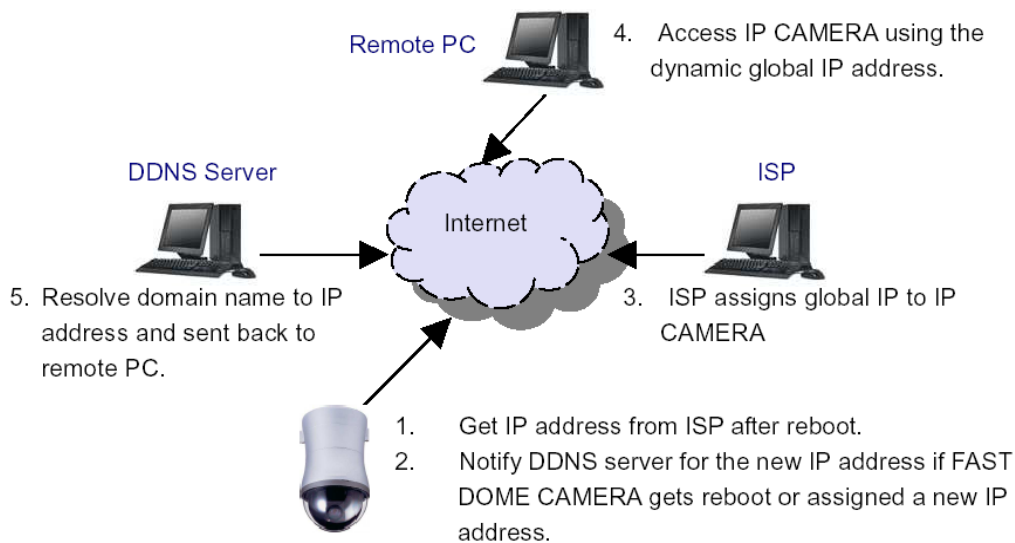 Remote PC
4. Access IP CAMERA using the
dynamic global IP address.
DDNS Server
ISP
Internet
5. Resolve domain name to IP
address and sent back to
remote PC.
3. ISP assigns global IP to IP
CAMERA
1. Get IP address from ISP after reboot.
2. Notify DDNS server for the new IP address if FAST
DOME CAMERA gets reboot or assigned a new IP
address.